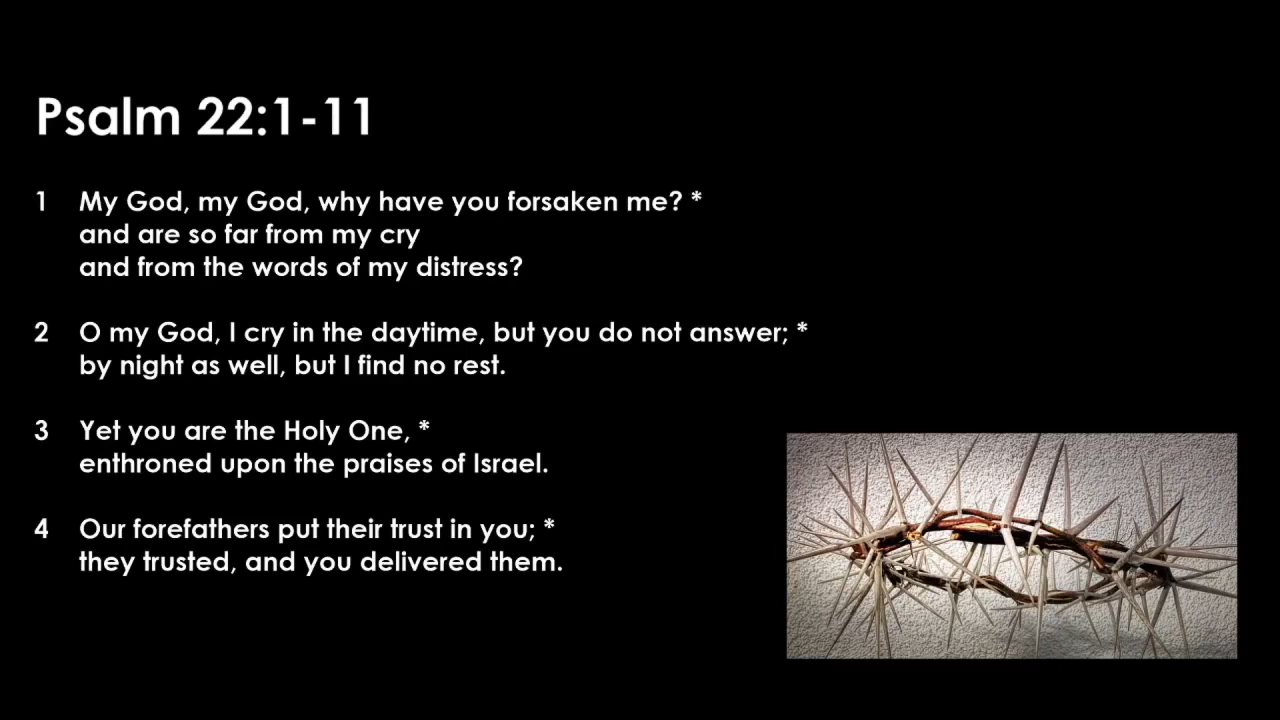 Psalm 22:1-11
1 My God, my God, why have you forsaken me? *
and are so far from my cry
and from the words of my distress?
2 O my God, I cry in the daytime, but you do not answer; *
by night as well, but I find no rest.
3 Yet you are the Holy One, *
enthroned upon the praises of Israel.
4 Our forefathers put their trust in you; *
they trusted, and you delivered them.